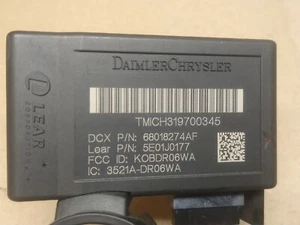 DAIMLERCHRYSLER
TMICH319700345
DCX P/N: 68018274AF
Lear P/N: 5E01J0177
FCC ID: KOBDR06WA
IC: 3521A-DR06WA
LEAR